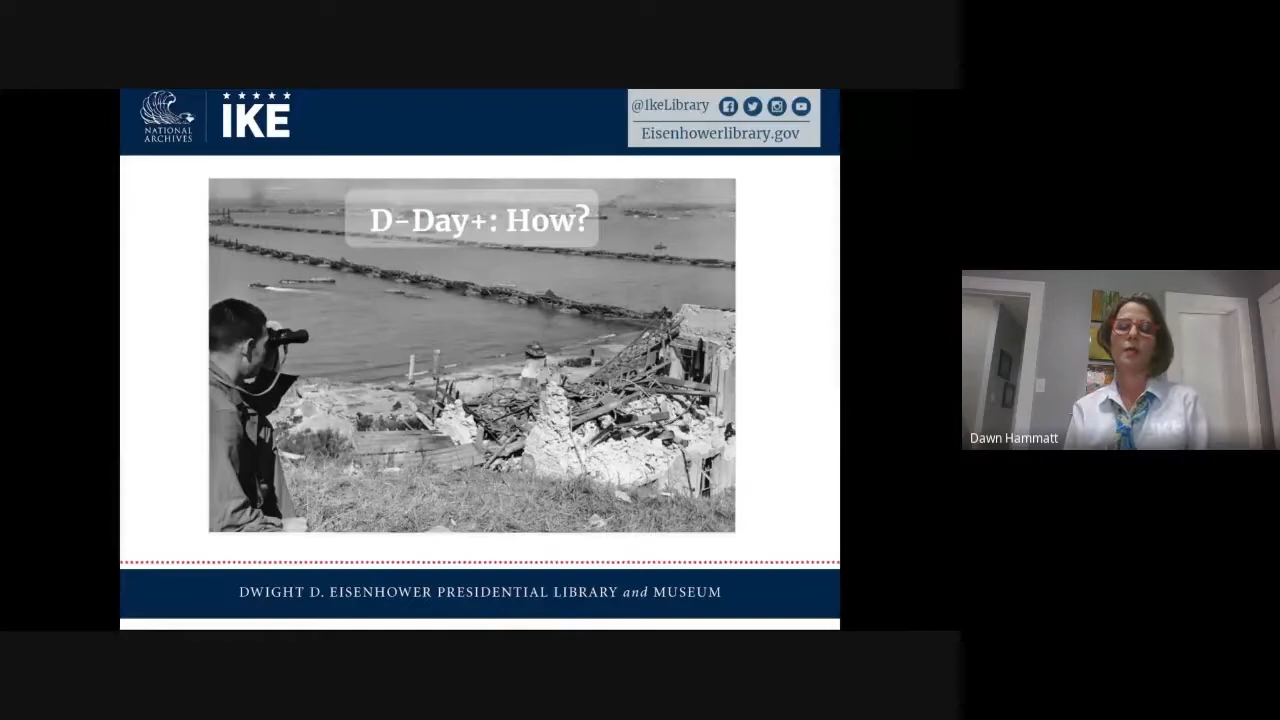 NATIONAL
ARCHIVES
IKE
@IkeLibrary
Eisenhowerlibrary.gov
D-Day+: How?
Dawn Hammatt
DWIGHT D. EISENHOWER PRESIDENTIAL LIBRARY and MUSEUM